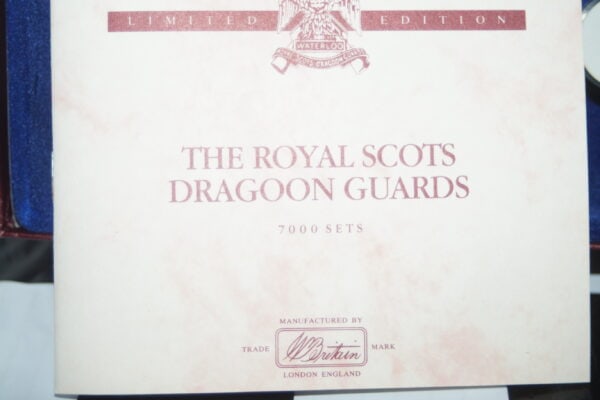 LIMITED EDITION
WATERLOO
THE ROYAL SCOTS
DRAGOON GUARDS
7000 SETS
MANUFACTURED BY
TRADE W Britain MARK
LONDON ENGLAND